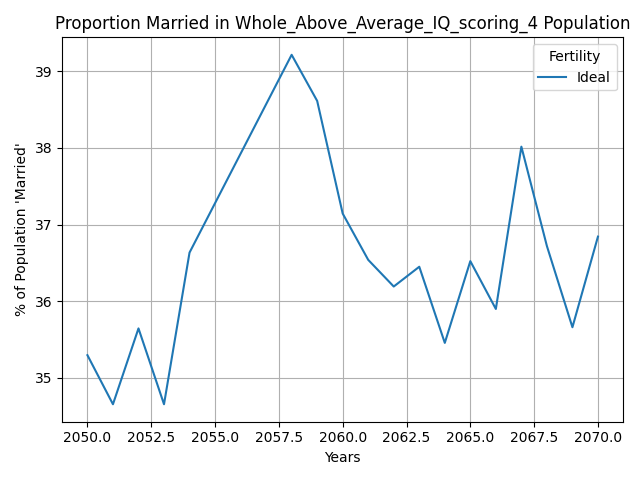 Proportion Married in Whole_Above_Average_IQ_scoring_4 Population
Fertility
Ideal
% of Population 'Married'
39
38
37
36
35
2050.0 2052.5 2055.0 2057.5 2060.0 2062.5 2065.0 2067.5 2070.0
Years